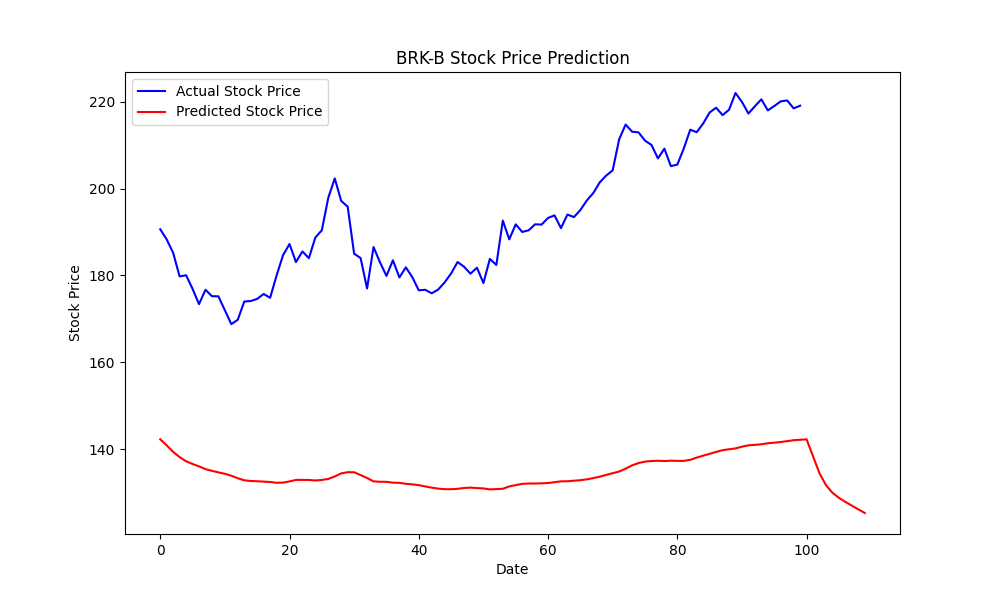 BRK-B Stock Price Prediction
Actual Stock Price
Predicted Stock Price
Stock Price
220
200
180
160
140
0 20 40 60 80 100
Date